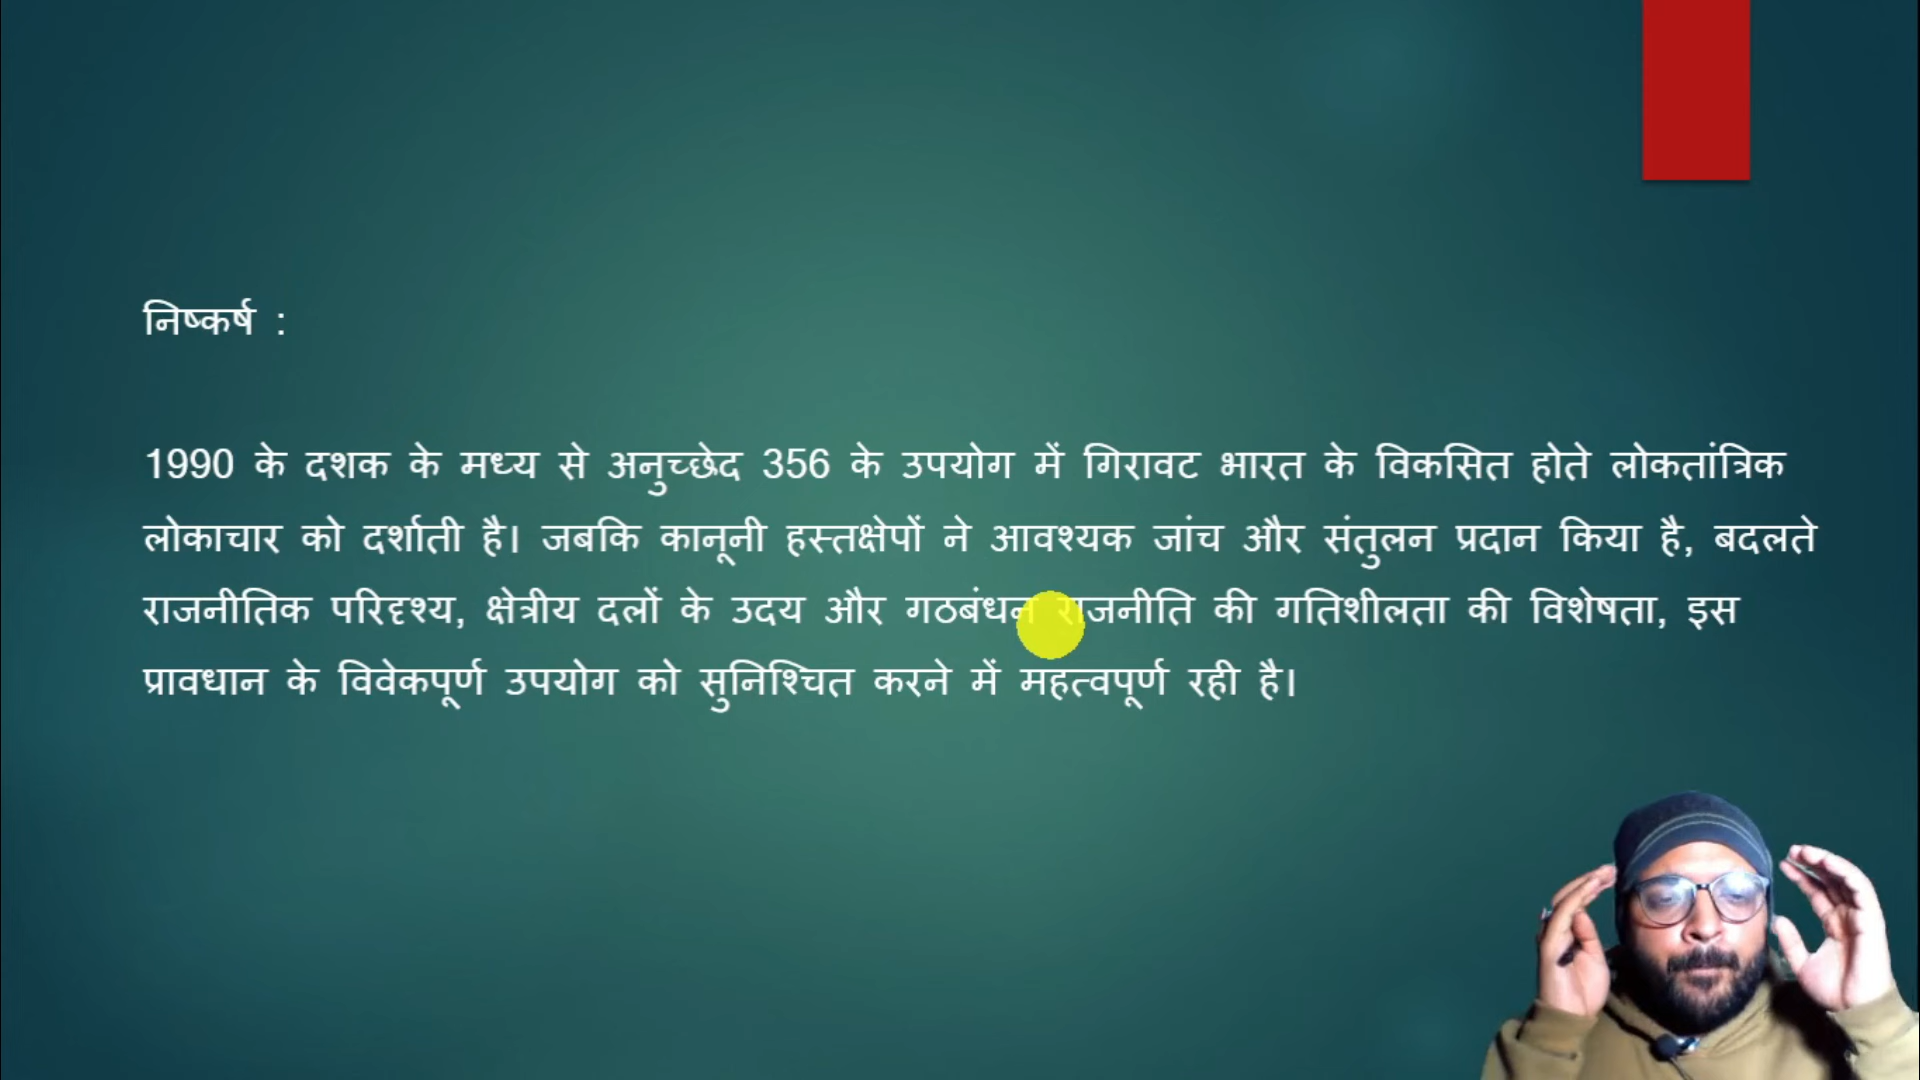 निष्कर्ष :
1990 के दशक के मध्य से अनुच्छेद 356 के उपयोग में गिरावट भारत के विकसित होते लोकतांत्रिक
लोकाचार को दर्शाती है। जबकि कानूनी हस्तक्षेपों ने आवश्यक जांच और संतुलन प्रदान किया है, बदलते
राजनीतिक परिदृश्य, क्षेत्रीय दलों के उदय और गठबंधन राजनीति की गतिशीलता की विशेषता, इस
प्रावधान के विवेकपूर्ण उपयोग को सुनिश्चित करने में महत्वपूर्ण रही है।